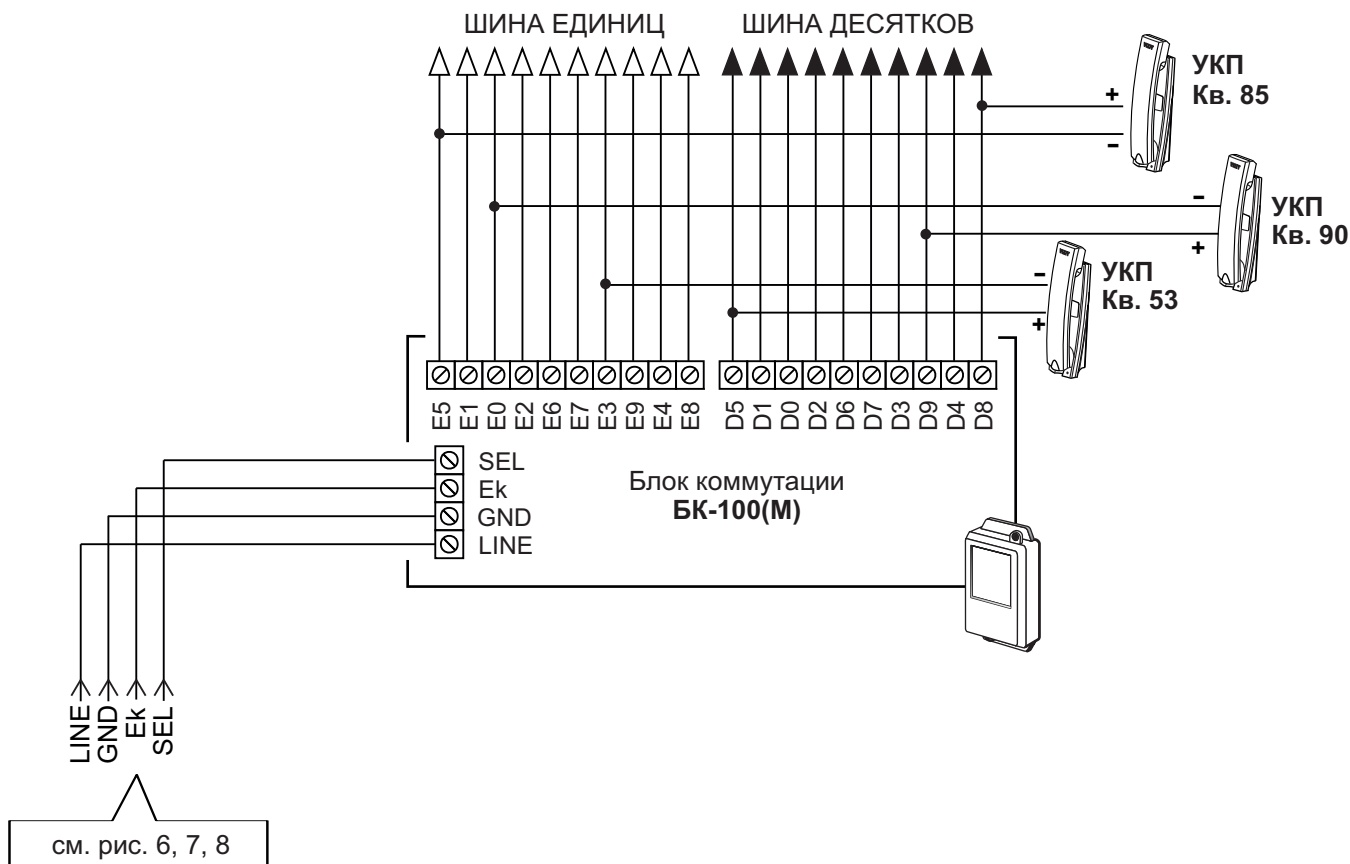 ШИНА ЕДИНИЦ
ШИНА ДЕСЯТКОВ
+
-
УКП
Кв. 85
-
+
УКП
Кв. 90
-
+
УКП
Кв. 53
E5 E1 E0 E2 E6 E7 E3 E9 E4 E8
D5 D1 D0 D2 D6 D7 D3 D9 D4 D8
SEL
Ek
GND
LINE
Блок коммутации
БК-100(М)
LINE
GND
Ek
SEL
см. рис. 6, 7, 8